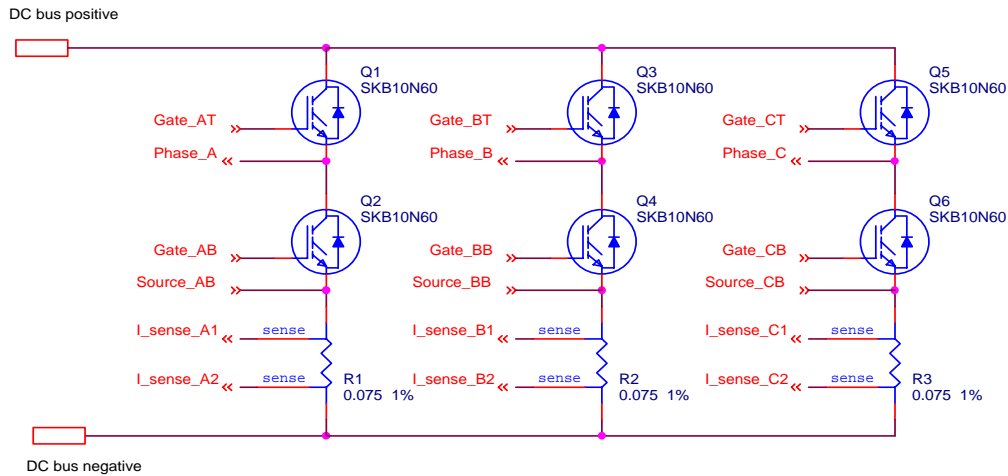 DC bus positive
Q1
SKB10N60
Q3
SKB10N60
Q5
SKB10N60
Gate_AT
Gate_BT
Gate_CT
Phase_A
Phase_B
Phase_C
Q2
SKB10N60
Q4
SKB10N60
Q6
SKB10N60
Gate_AB
Gate_BB
Gate_CB
Source_AB
Source_BB
Source_CB
I_sense_A1
sense
I_sense_B1
sense
I_sense_C1
sense
I_sense_A2
sense
R1
0.075 1%
I_sense_B2
sense
R2
0.075 1%
I_sense_C2
sense
R3
0.075 1%
DC bus negative